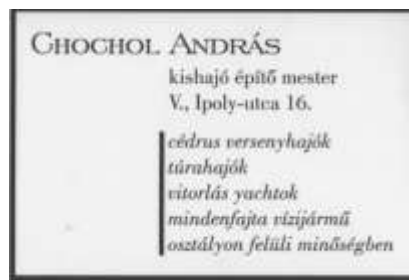 CHOCHOL ANDRÁS
kishajó építő mester
V., Ipoly-utca 16.
cédrus versenyhajók
túrahajók
vitorlás yachtok
mindenfajta vízijármű
osztályon felüli minőségben